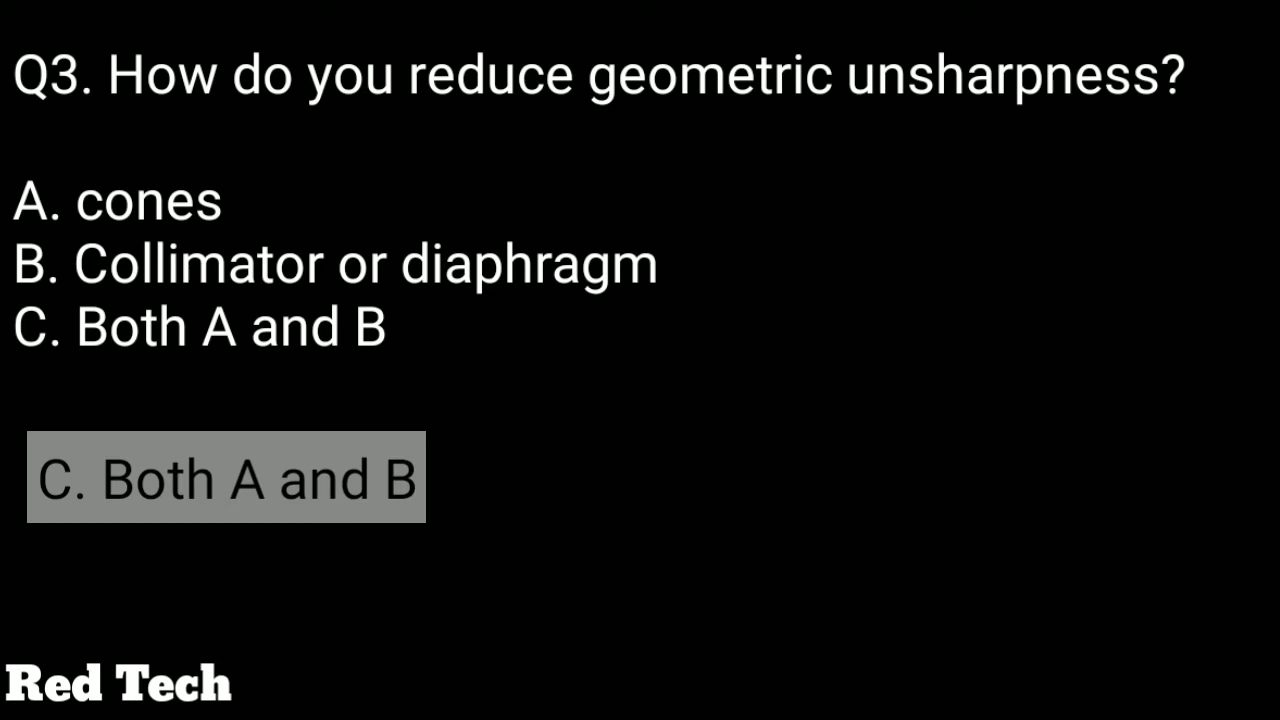 Q3. How do you reduce geometric unsharpness?
A. cones
B. Collimator or diaphragm
C. Both A and B
C. Both A and B
Red Tech